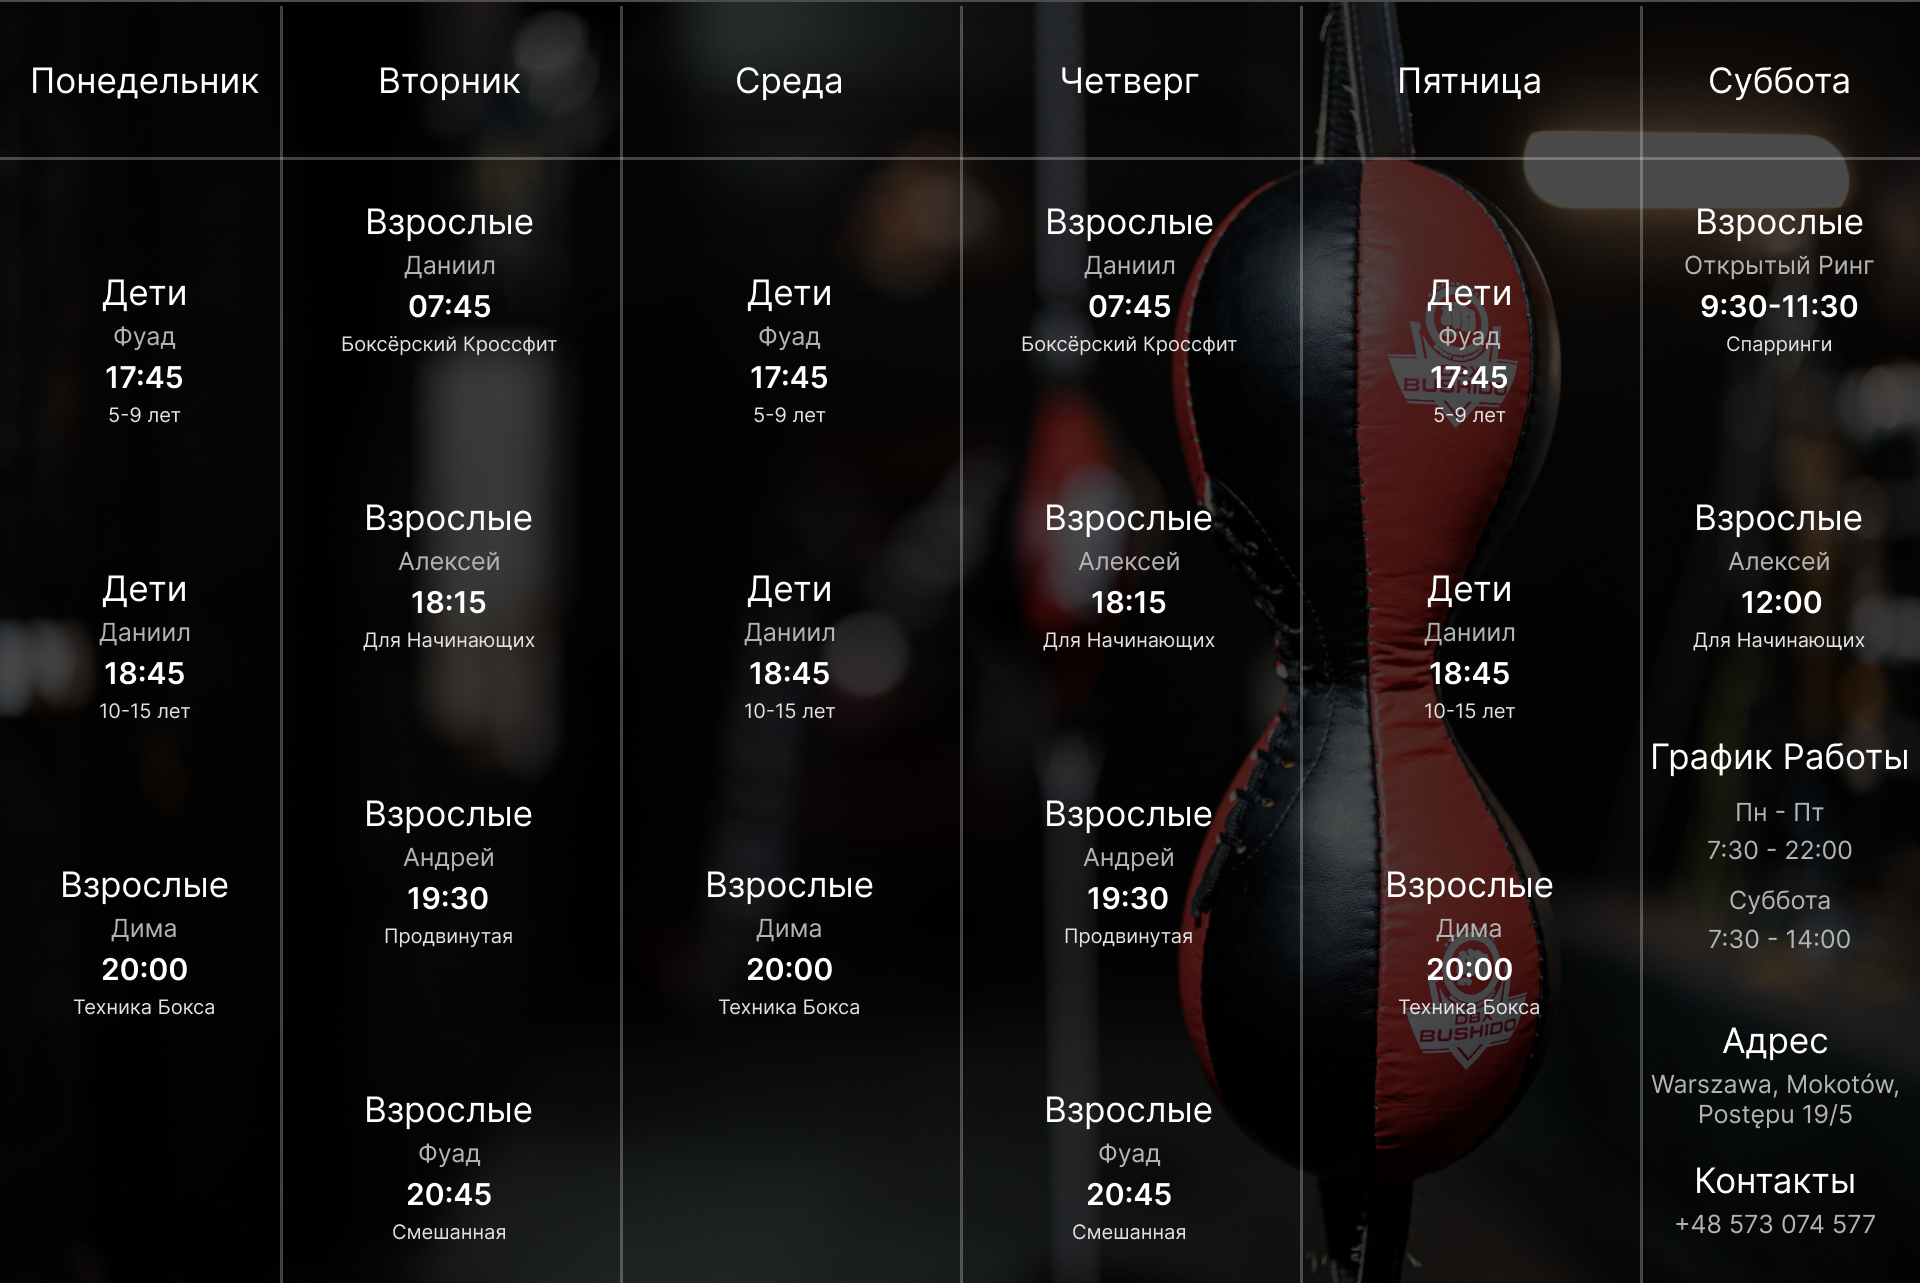 Понедельник
Вторник
Среда
Четверг
Пятница
Суббота
Дети
Фуад
17:45
5-9 лет
Дети
Даниил
18:45
10-15 лет
Взрослые
Дима
20:00
Техника Бокса
Взрослые
Даниил
07:45
Боксёрский Кроссфит
Взрослые
Алексей
18:15
Для Начинающих
Взрослые
Андрей
19:30
Продвинутая
Взрослые
Фуад
20:45
Смешанная
Дети
Фуад
17:45
5-9 лет
Дети
Даниил
18:45
10-15 лет
Взрослые
Дима
20:00
Техника Бокса
Взрослые
Даниил
07:45
Боксёрский Кроссфит
Взрослые
Алексей
18:15
Для Начинающих
Взрослые
Андрей
19:30
Продвинутая
Взрослые
Фуад
20:45
Смешанная
Дети
Фуад
17:45
5-9 лет
BUSHIDO
Дети
Даниил
18:45
10-15 лет
Взрослые
Дима
20:00
Техника Бокса
DBX
BUSHIDO
Взрослые
Открытый Ринг
9:30-11:30
Спарринги
Взрослые
Алексей
12:00
Для Начинающих
График Работы
Пн - Пт
7:30 - 22:00
Суббота
7:30 - 14:00
Адрес
Warszawa, Mokotów,
Postępu 19/5
Контакты
+48 573 074 577